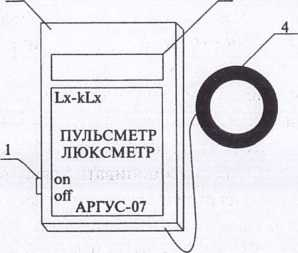 4
Lx-kLx
ПУЛЬСМЕТР
ЛЮКСМЕТР
1
on
off
АРГУС-07